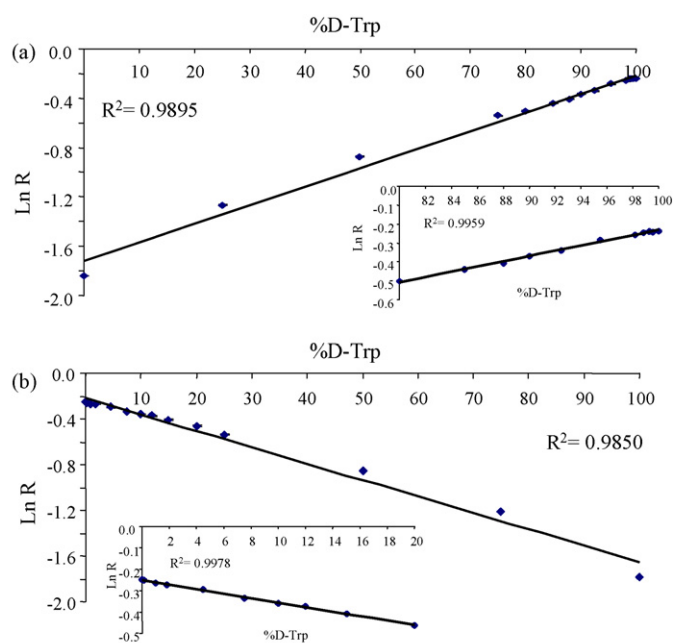 %D-Trp
(a)
0.0
10 20 30 40 50 60 70 80 90 100
-0.4
R²= 0.9895
-0.8
Ln R
-1.2
-1.6
-2.0
0.0
82 84 86 88 90 92 94 96 98 100
-0.1
R²= 0.9959
-0.2
Ln R
-0.3
-0.4
-0.5
%D-Trp
-0.6
%D-Trp
(b)
0.0
10 20 30 40 50 60 70 80 90 100
-0.4
R²= 0.9850
-0.8
Ln R
-1.2
-1.6
-2.0
0.0
2 4 6 8 10 12 14 16 18 20
-0.1
R²= 0.9978
-0.2
Ln R
-0.3
-0.4
%D-Trp
-0.5